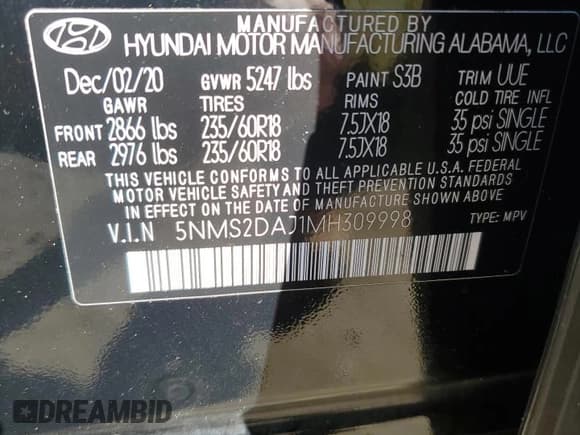 MANUFACTURED BY
HYUNDAI MOTOR MANUFACTURING ALABAMA, LLC
Dec/02/20 GVWR 5247 lbs PAINT S3B TRIM UUE
GAWR TIRES RIMS COLD TIRE INFL
FRONT 2866 lbs 235/60R18 7.5JX18 35 psi SINGLE
REAR 2976 lbs 235/60R18 7.5JX18 35 psi SINGLE
THIS VEHICLE CONFORMS TO ALL APPLICABLE U.S.A. FEDERAL
MOTOR VEHICLE SAFETY AND THEFT PREVENTION STANDARDS
IN EFFECT ON THE DATE OF MANUFACTURE SHOWN ABOVE.
V.I.N 5NMS2DAJ1MH309998 TYPE: MPV
DREAMBID